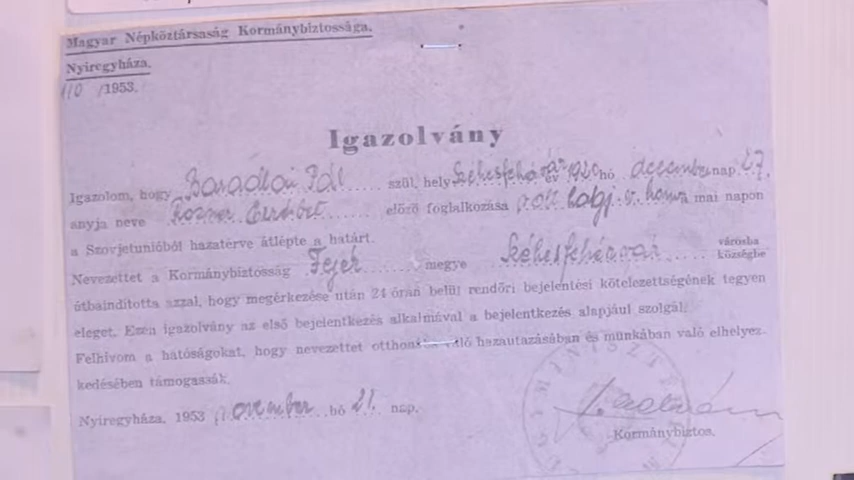 Magyar Népköztársaság Kormánybiztossága.
Nyiregyháza.
110 /1953.
Igazolvány
Igazolom, hogy Baradlai Pál szül. hely Székesfehérvár 1920 év hó december nap 27.
anyja neve Erzsébet előző foglalkozása volt mai napon
a Szovjetunióból hazatérve átlépte a határt.
Nevezettet a Kormánybiztosság Fejér megye Székesfehérvár városba községbe
útbaindította azzal, hogy megérkezése után 24 órán belül rendőri bejelentési kötelezettségének tegyen
eleget. Ezen igazolvány az első bejelentkezés alkalmával a bejelentkezés alapjául szolgál.
Felhívom a hatóságokat, hogy nevezettet otthonába való hazautazásában és munkában való elhelyez-
kedésében támogassák.
Nyiregyháza, 1953 november hó 21. nap.
Kormánybiztos.